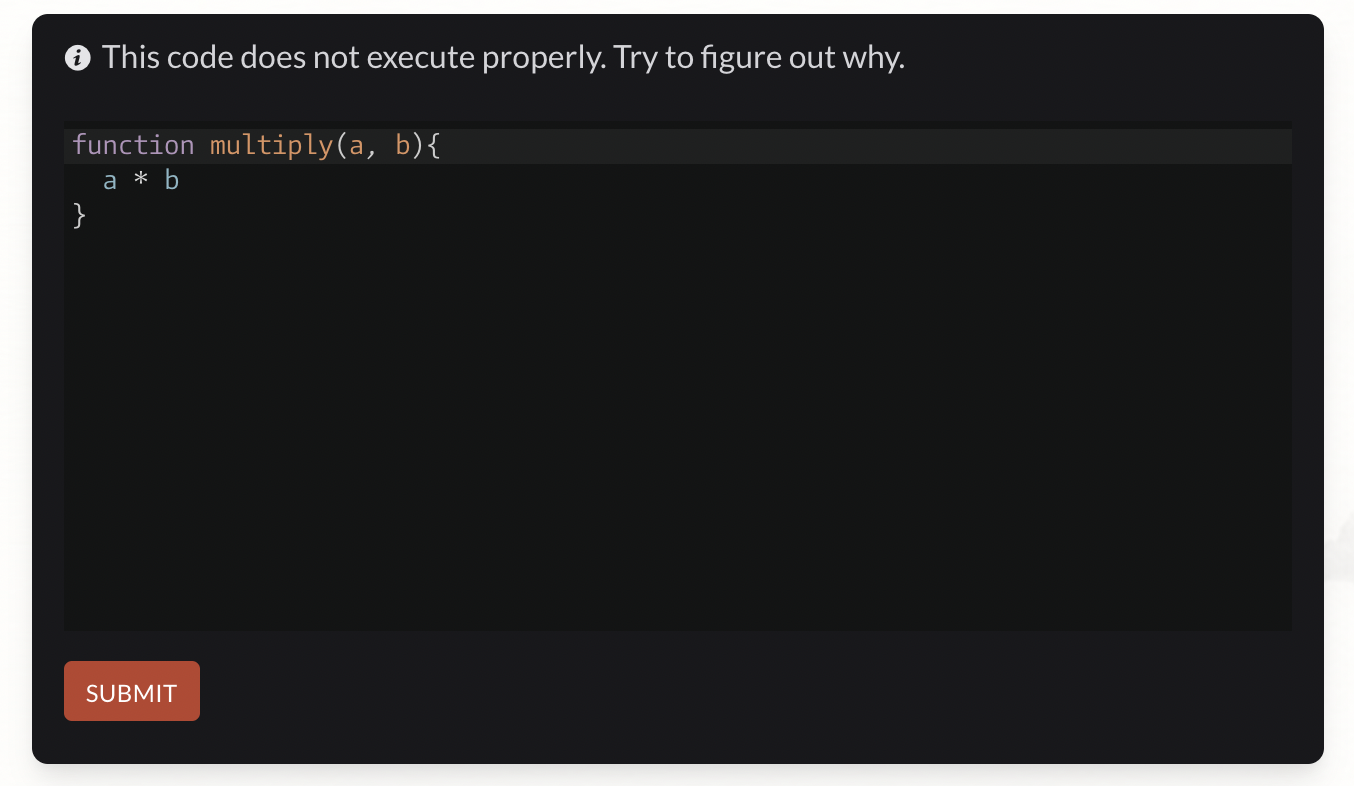 This code does not execute properly. Try to figure out why.
function multiply(a, b){
  a * b
}
SUBMIT